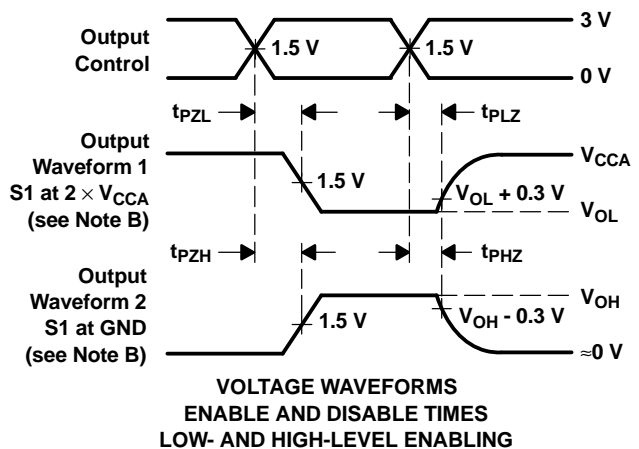 3 V
Output
Control
1.5 V
1.5 V
0 V
tPZL
tPLZ
Output
Waveform 1
S1 at 2 × VCCA
(see Note B)
VCCA
1.5 V
VOL + 0.3 V
VOL
tPZH
tPHZ
Output
Waveform 2
S1 at GND
(see Note B)
VOH
1.5 V
VOH - 0.3 V
≈0 V
VOLTAGE WAVEFORMS
ENABLE AND DISABLE TIMES
LOW- AND HIGH-LEVEL ENABLING